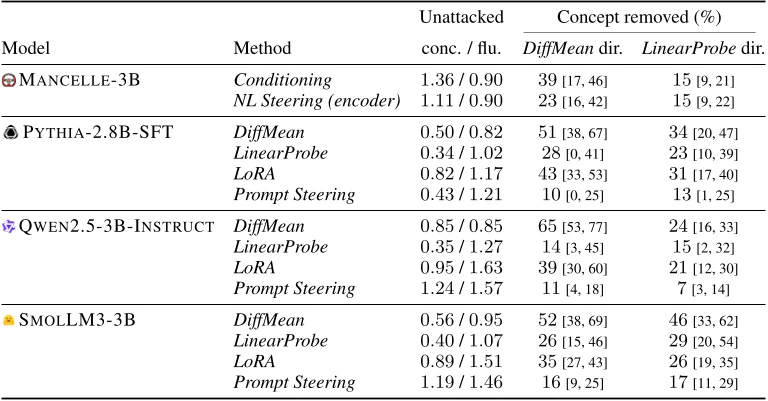 Unattacked Concept removed (%)
Model Method conc. / flu. DiffMean dir. LinearProbe dir.
MANCELLE-3B Conditioning 1.36 / 0.90 39 [17, 46] 15 [9, 21]
NL Steering (encoder) 1.11 / 0.90 23 [16, 42] 15 [9, 22]
PYTHIA-2.8B-SFT DiffMean 0.50 / 0.82 51 [38, 67] 34 [20, 47]
LinearProbe 0.34 / 1.02 28 [0, 41] 23 [10, 39]
LoRA 0.82 / 1.17 43 [33, 53] 31 [17, 40]
Prompt Steering 0.43 / 1.21 10 [0, 25] 13 [1, 25]
QWEN2.5-3B-INSTRUCT DiffMean 0.85 / 0.85 65 [53, 77] 24 [16, 33]
LinearProbe 0.35 / 1.27 14 [3, 45] 15 [2, 32]
LoRA 0.95 / 1.63 39 [30, 60] 21 [12, 30]
Prompt Steering 1.24 / 1.57 11 [4, 18] 7 [3, 14]
SMOLLM3-3B DiffMean 0.56 / 0.95 52 [38, 69] 46 [33, 62]
LinearProbe 0.40 / 1.07 26 [15, 46] 29 [20, 54]
LoRA 0.89 / 1.51 35 [27, 43] 26 [19, 35]
Prompt Steering 1.19 / 1.46 16 [9, 25] 17 [11, 29]